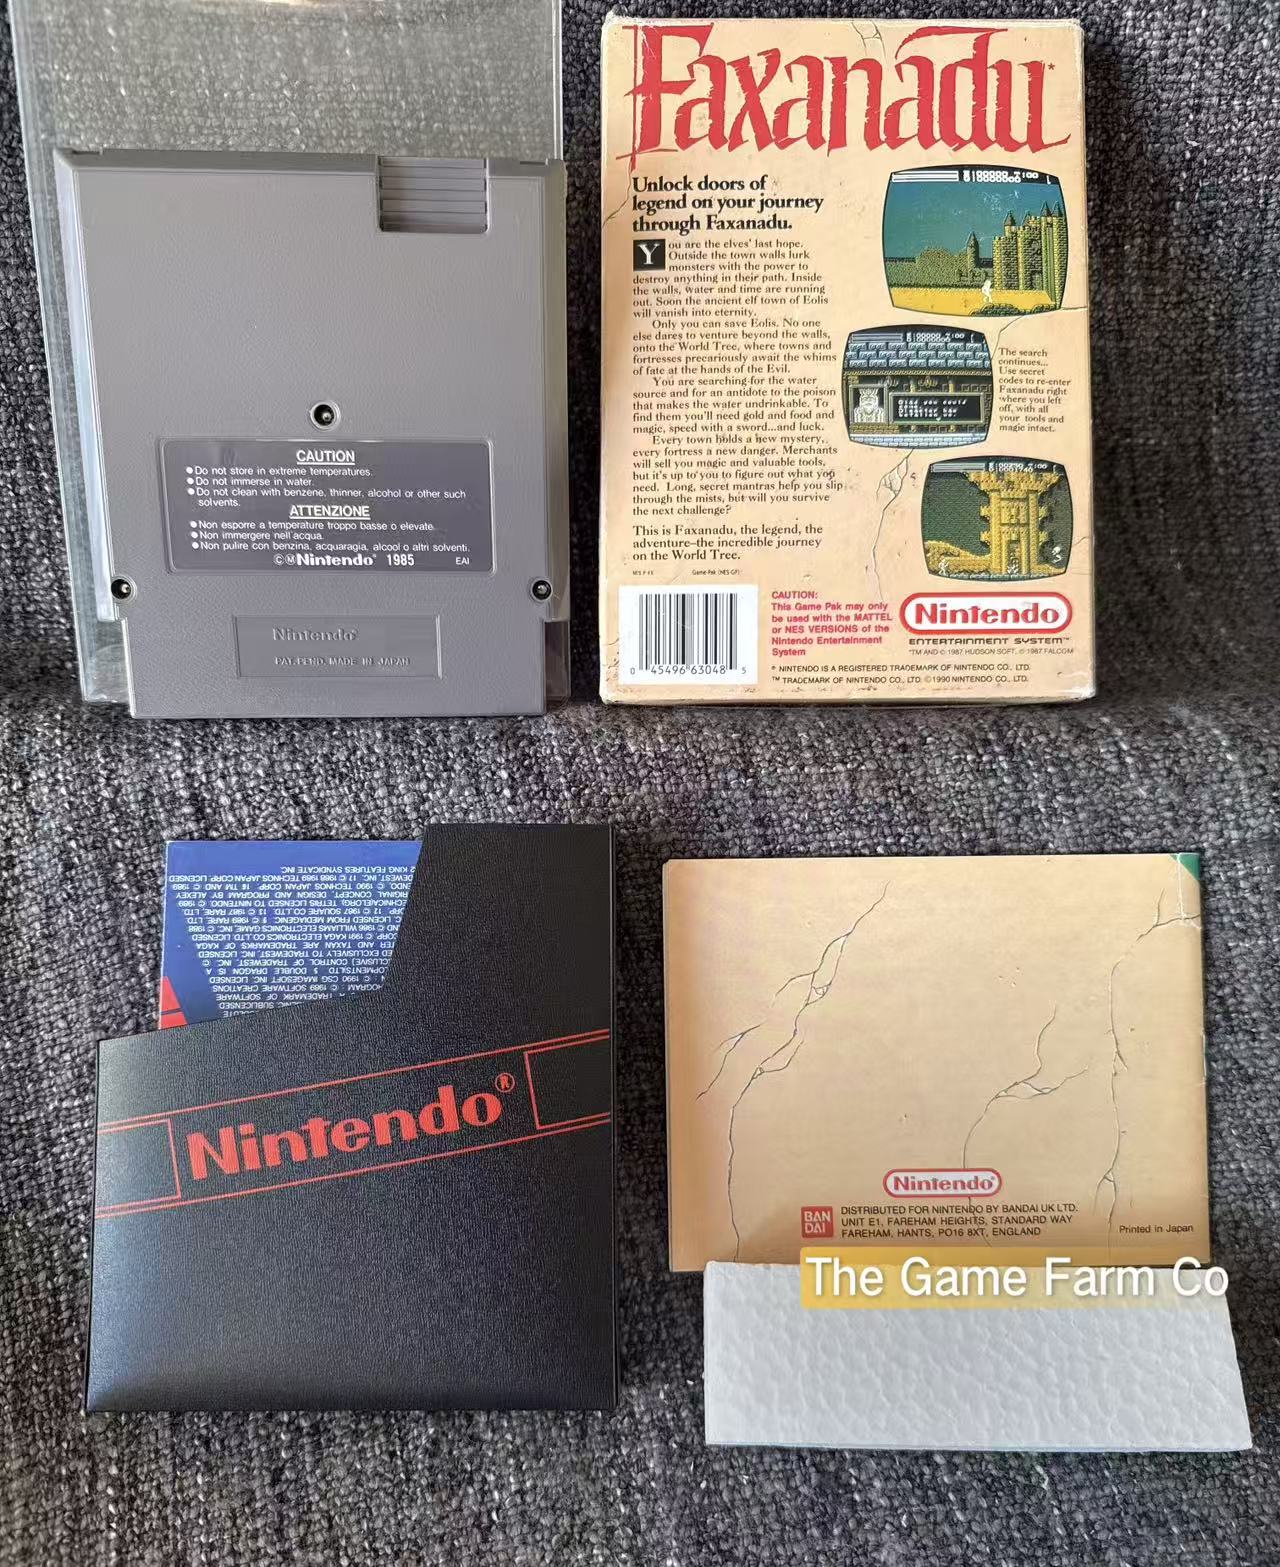 CAUTION
●Do not store in extreme temperatures.
●Do not immerse in water.
●Do not clean with benzene, thinner, alcohol or other such
solvents.
ATTENZIONE
●Non esporre a temperature troppo basse o elevate.
●Non immergere nell'acqua.
●Non pulire con benzina, acquaragia, alcool o altri solventi.
©ⓂNintendo® 1985 EAI
Nintendo®
PAT.PEND. MADE IN JAPAN
Faxanadu*
Unlock doors of
legend on your journey
through Faxanadu.
You are the elves' last hope.
Outside the town walls lurk
monsters with the power to
destroy anything in their path. Inside
the walls, water and time are running
out. Soon the ancient elf town of Eolis
will vanish into eternity.
Only you can save Eolis. No one
else dares to venture beyond the walls,
onto the World Tree, where towns and
fortresses precariously await the whims
of fate at the hands of the Evil.
You are searching for the water
source and for an antidote to the poison
that makes the water undrinkable. To
find them you'll need gold and food and
magic, speed with a sword...and luck.
Every town holds a new mystery,
every fortress a new danger. Merchants
will sell you magic and valuable tools,
but it's up to you to figure out what you
need. Long, secret mantras help you slip
through the mists, but will you survive
the next challenge?
This is Faxanadu, the legend, the
adventure–the incredible journey
on the World Tree.
The search
continues...
Use secret
codes to re-enter
Faxanadu right
where you left
off, with all
your tools and
magic intact.
Game-Pak (NES-GP)
0 45496 63048 5
CAUTION:
This Game Pak may only
be used with the MATTEL
or NES VERSIONS of the
Nintendo Entertainment
System
Nintendo®
ENTERTAINMENT SYSTEM™
™TM AND © 1987 HUDSON SOFT, © 1987 FALCOM
® NINTENDO IS A REGISTERED TRADEMARK OF NINTENDO CO., LTD.
™ TRADEMARK OF NINTENDO CO., LTD. ©1990 NINTENDO CO., LTD.
2 KING FEATURES SYNDICATE INC
Nintendo®
Nintendo®
BAN
DAI
DISTRIBUTED FOR NINTENDO BY BANDAI UK LTD.
UNIT E1, FAREHAM HEIGHTS, STANDARD WAY
FAREHAM, HANTS, PO16 8XT, ENGLAND
Printed in Japan
The Game Farm Co